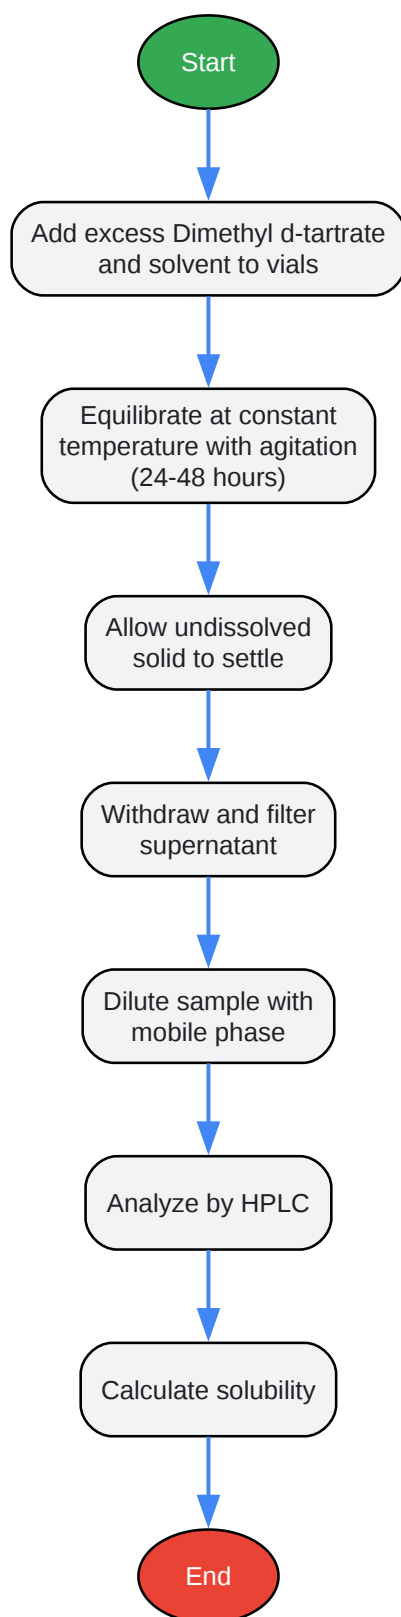 Start
Add excess Dimethyl d-tartrate
and solvent to vials
Equilibrate at constant
temperature with agitation
(24-48 hours)
Allow undissolved
solid to settle
Withdraw and filter
supernatant
Dilute sample with
mobile phase
Analyze by HPLC
Calculate solubility
End